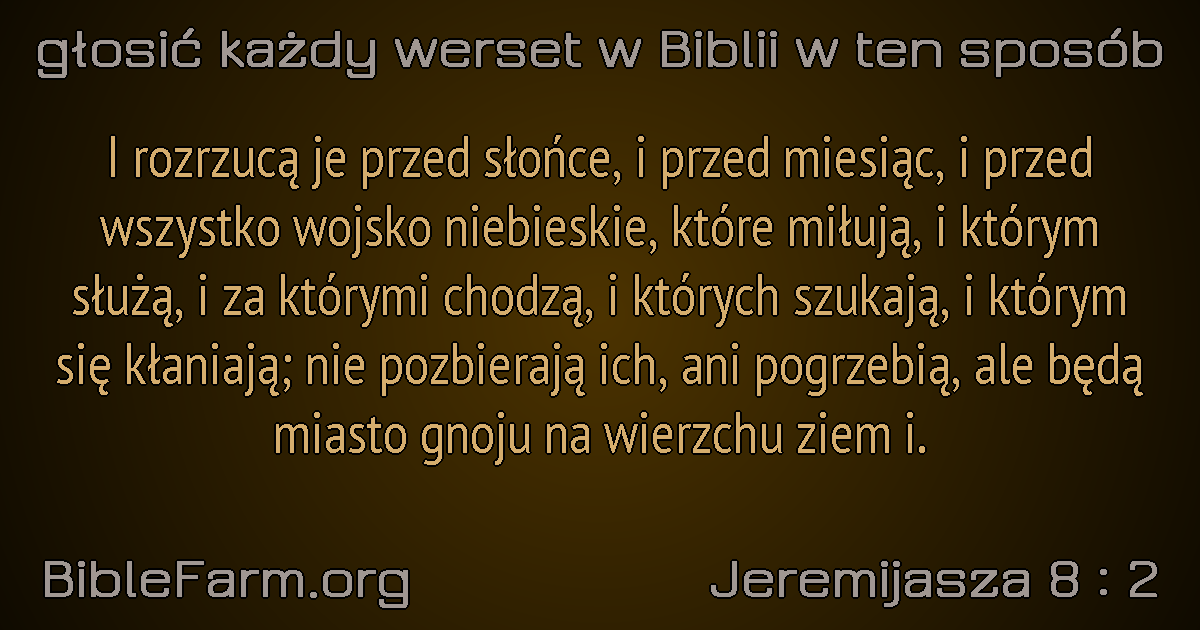 głosić każdy werset w Biblii w ten sposób
I rozrzucą je przed słońce, i przed miesiąc, i przed
wszystko wojsko niebieskie, które miłują, i którym
służą, i za którymi chodzą, i których szukają, i którym
się kłaniają; nie pozbierają ich, ani pogrzebią, ale będą
miasto gnoju na wierzchu ziem i.
BibleFarm.org
Jeremijasza 8 : 2